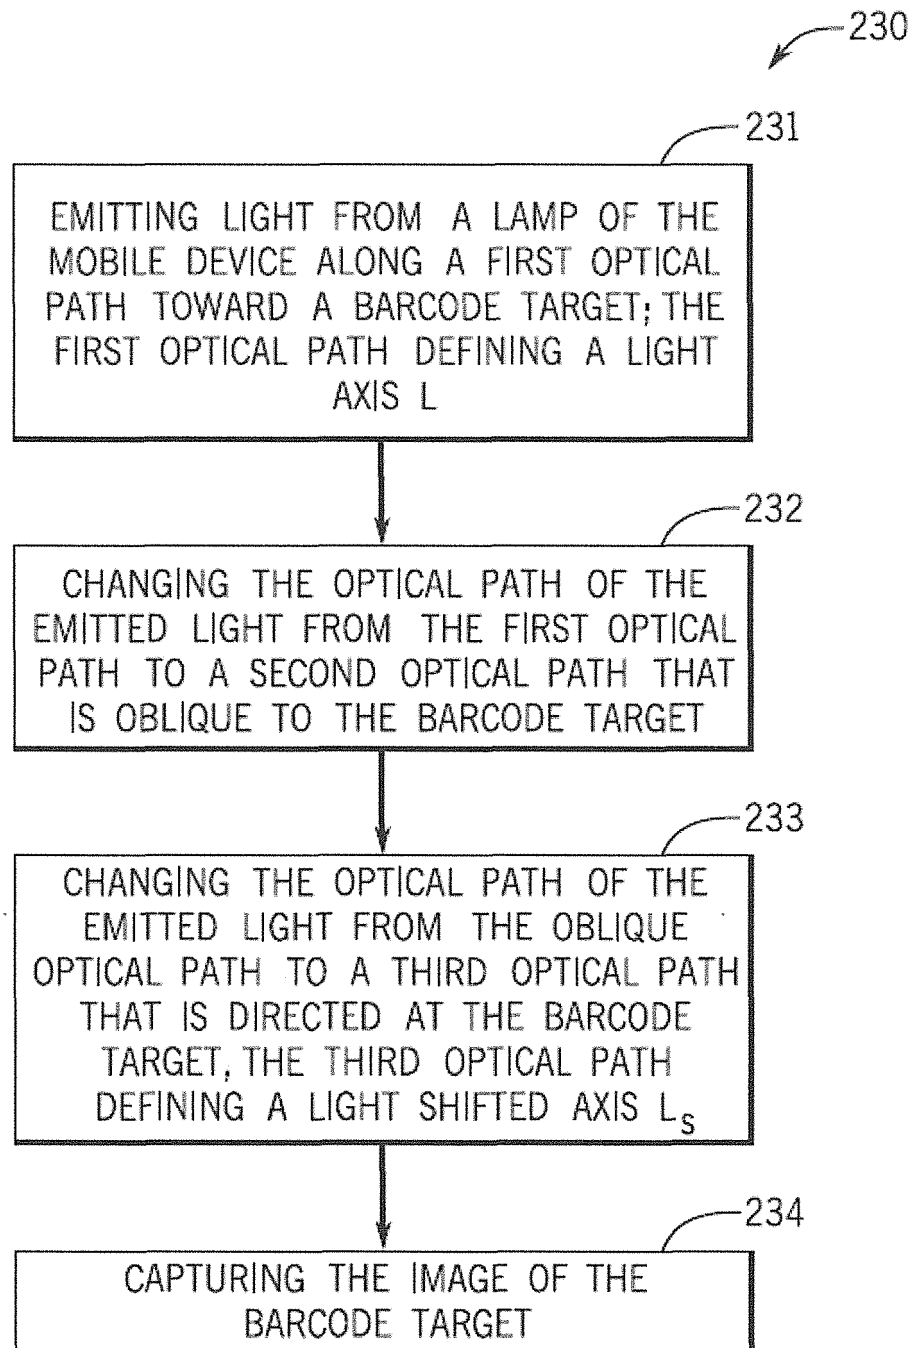 230
231
EMITTING LIGHT FROM A LAMP OF THE
MOBILE DEVICE ALONG A FIRST OPTICAL
PATH TOWARD A BARCODE TARGET; THE
FIRST OPTICAL PATH DEFINING A LIGHT
AXIS L
232
CHANGING THE OPTICAL PATH OF THE
EMITTED LIGHT FROM THE FIRST OPTICAL
PATH TO A SECOND OPTICAL PATH THAT
IS OBLIQUE TO THE BARCODE TARGET
233
CHANGING THE OPTICAL PATH OF THE
EMITTED LIGHT FROM THE OBLIQUE
OPTICAL PATH TO A THIRD OPTICAL PATH
THAT IS DIRECTED AT THE BARCODE
TARGET, THE THIRD OPTICAL PATH
DEFINING A LIGHT SHIFTED AXIS Ls
234
CAPTURING THE IMAGE OF THE
BARCODE TARGET